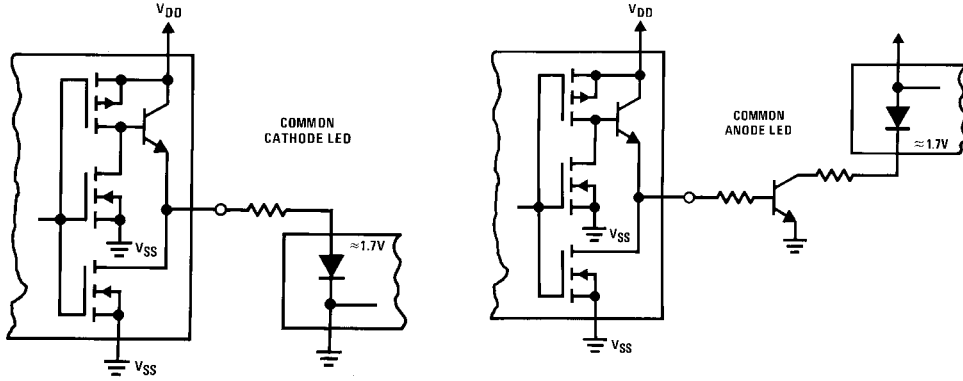 VDD
COMMON
CATHODE LED
VSS
≈1.7V
VSS
VDD
COMMON
ANODE LED
≈1.7V
VSS
VSS